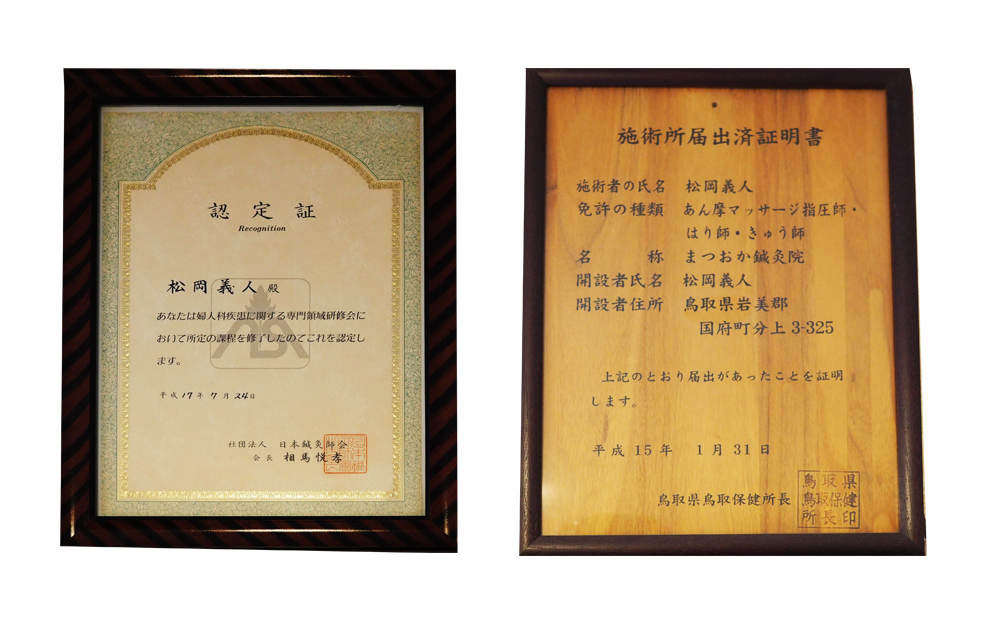 認定証
Recognition
松岡義人 殿
あなたは婦人科疾患に関する専門領域研修会に
おいて所定の課程を修了したのでこれを認定し
ます。
平成17年7月24日
社団法人 日本鍼灸師会
会長 相馬悦孝
施術所届出済証明書
施術者の氏名 松岡義人
免許の種類 あん摩マッサージ指圧師・
はり師・きゅう師
名称 まつおか鍼灸院
開設者氏名 松岡義人
開設者住所 鳥取県岩美郡
国府町分上3-325
上記のとおり届出があったことを証明
します。
平成15年 1月31日
鳥取県鳥取保健所長
鳥取県
鳥取保健
所長印